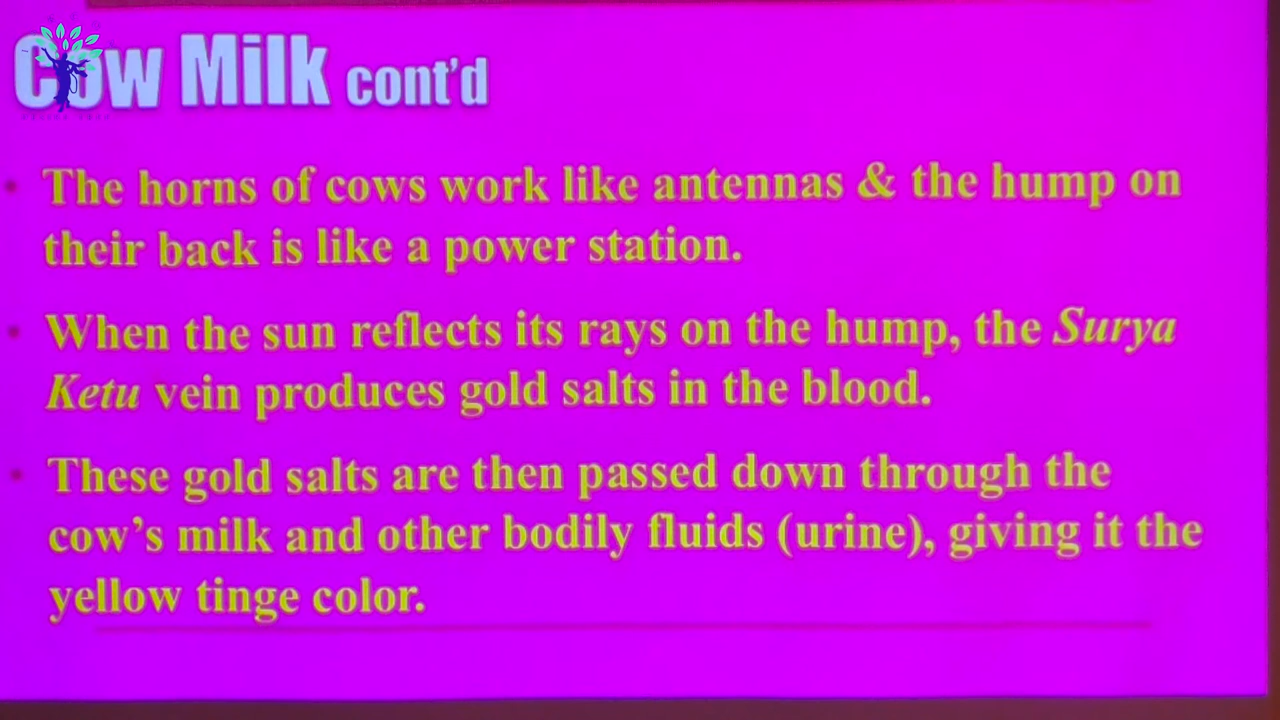 Cow Milk cont'd
• The horns of cows work like antennas & the hump on
their back is like a power station.
• When the sun reflects its rays on the hump, the Surya
Ketu vein produces gold salts in the blood.
• These gold salts are then passed down through the
cow's milk and other bodily fluids (urine), giving it the
yellow tinge color.